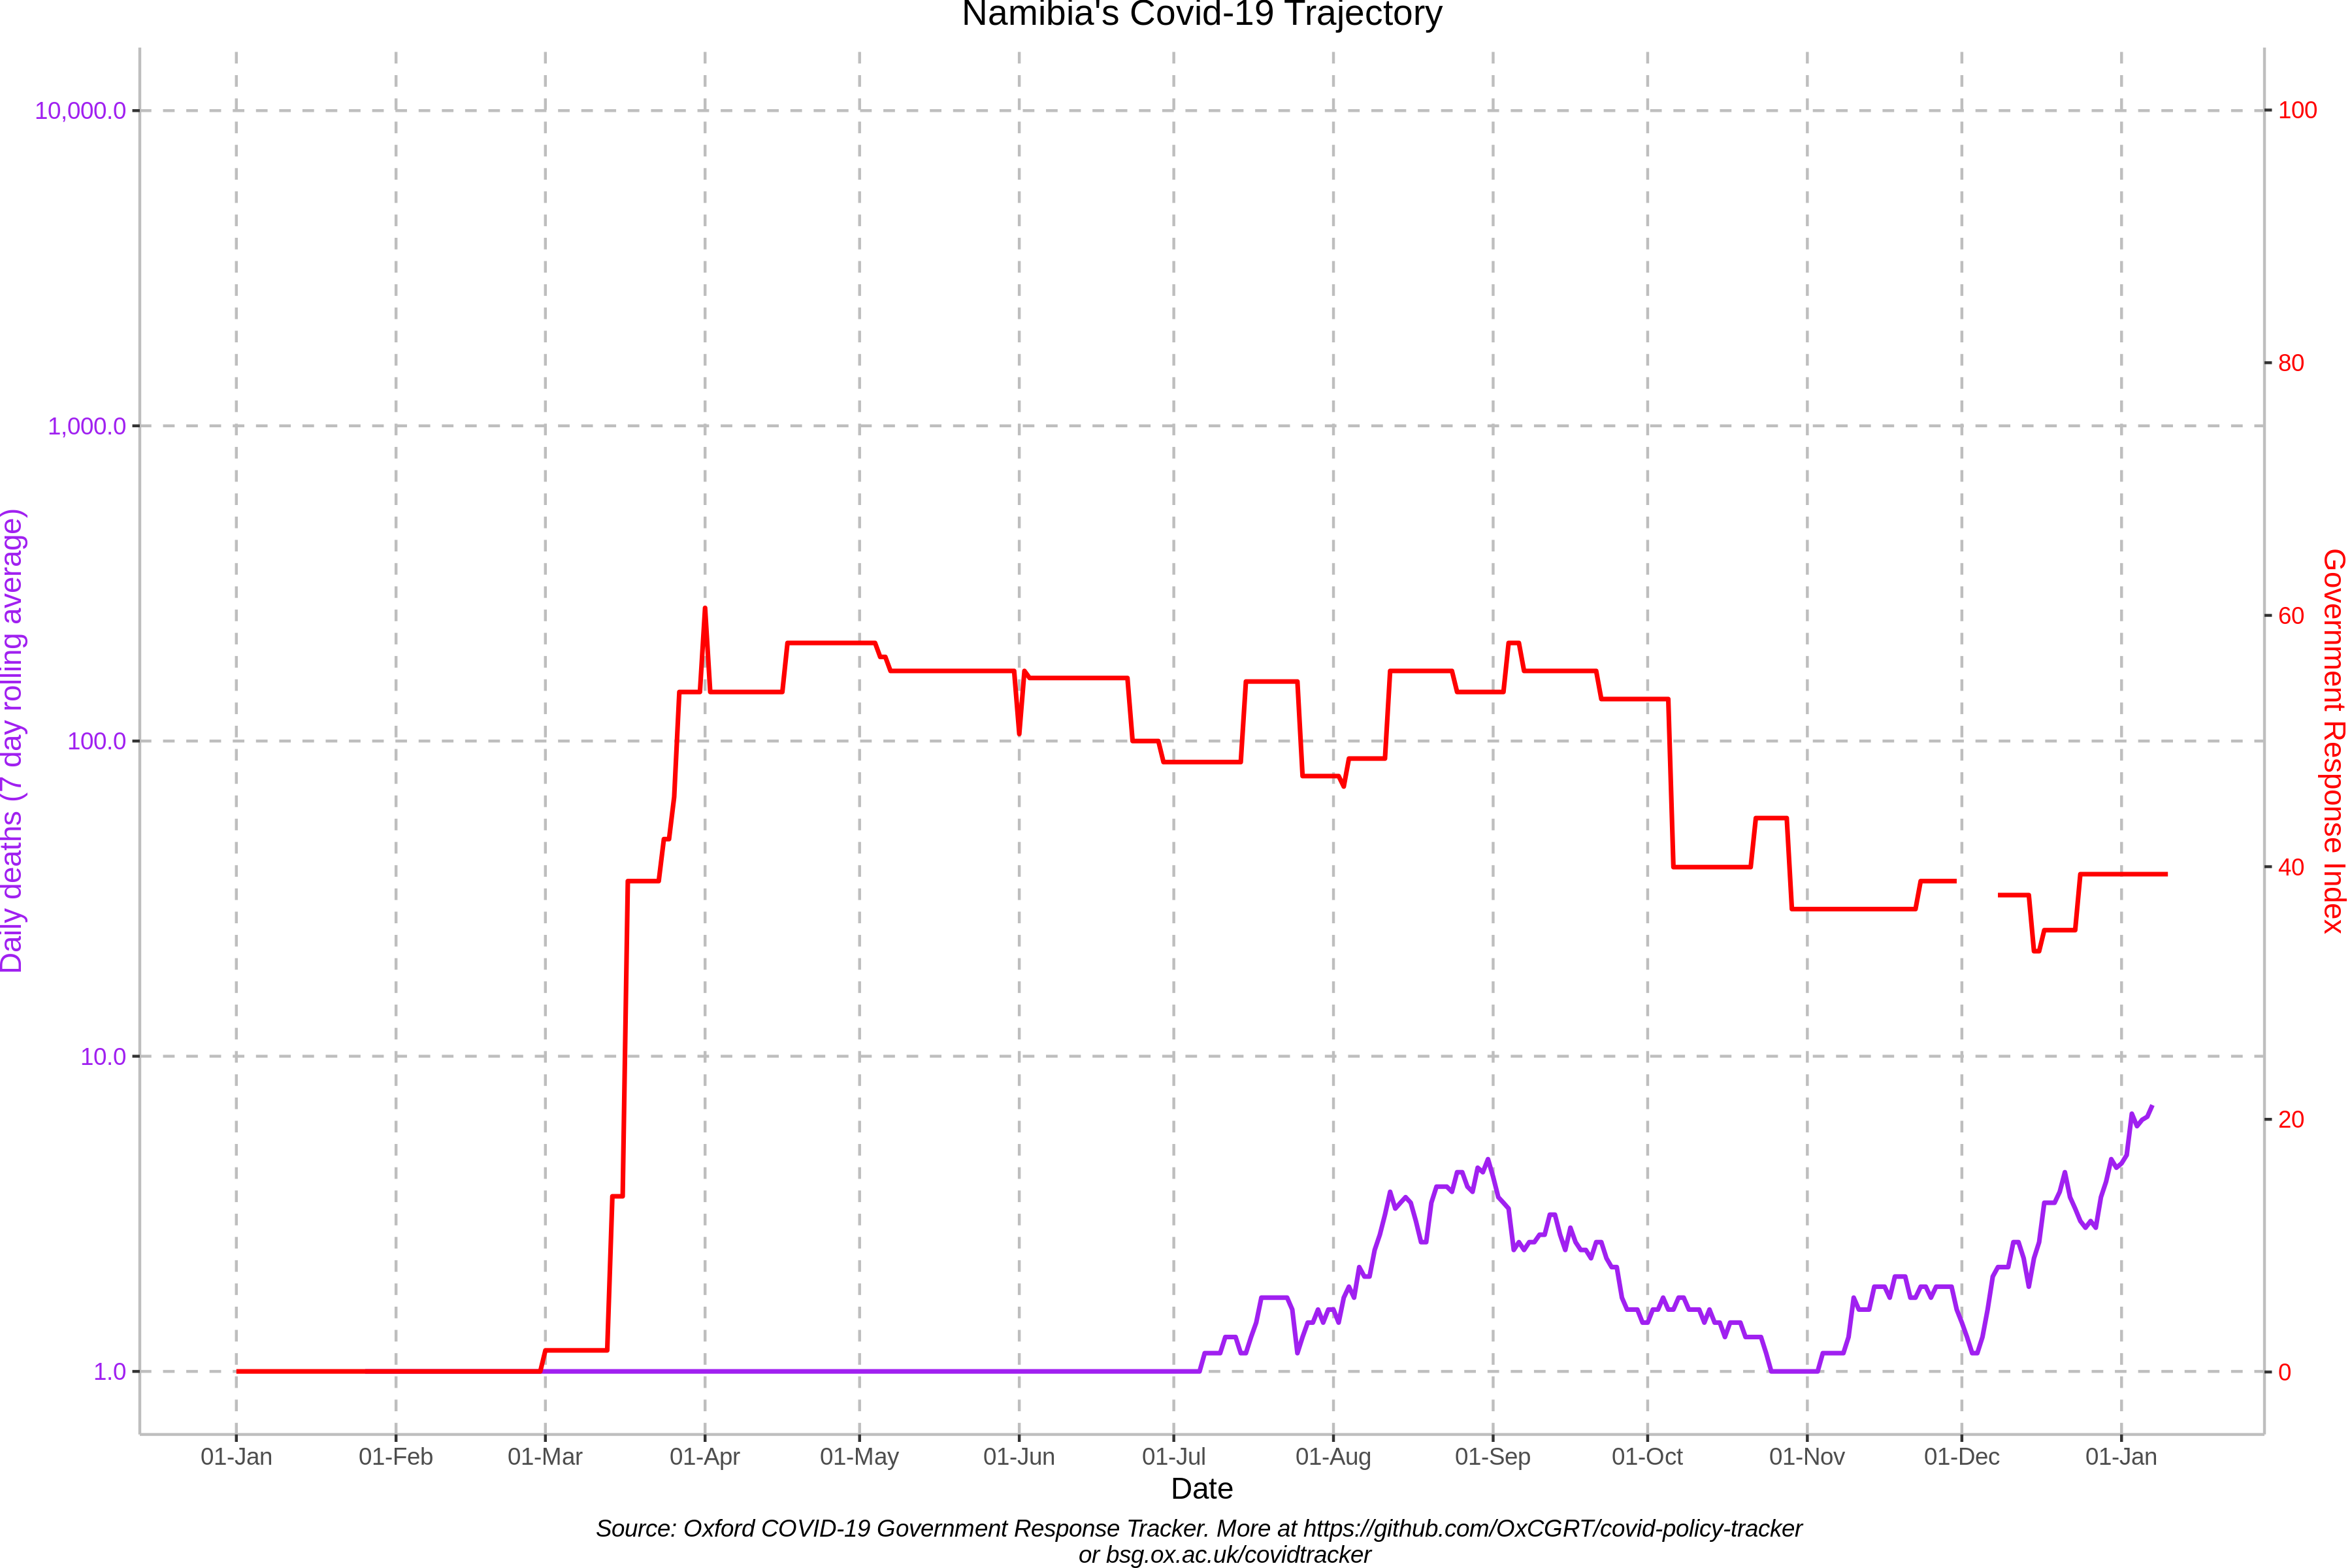 Namibia's Covid-19 Trajectory
10,000.0
1,000.0
100.0
10.0
1.0
Daily deaths (7 day rolling average)
100
80
60
40
20
0
Government Response Index
01-Jan 01-Feb 01-Mar 01-Apr 01-May 01-Jun 01-Jul 01-Aug 01-Sep 01-Oct 01-Nov 01-Dec 01-Jan
Date
Source: Oxford COVID-19 Government Response Tracker. More at https://github.com/OxCGRT/covid-policy-tracker
or bsg.ox.ac.uk/covidtracker